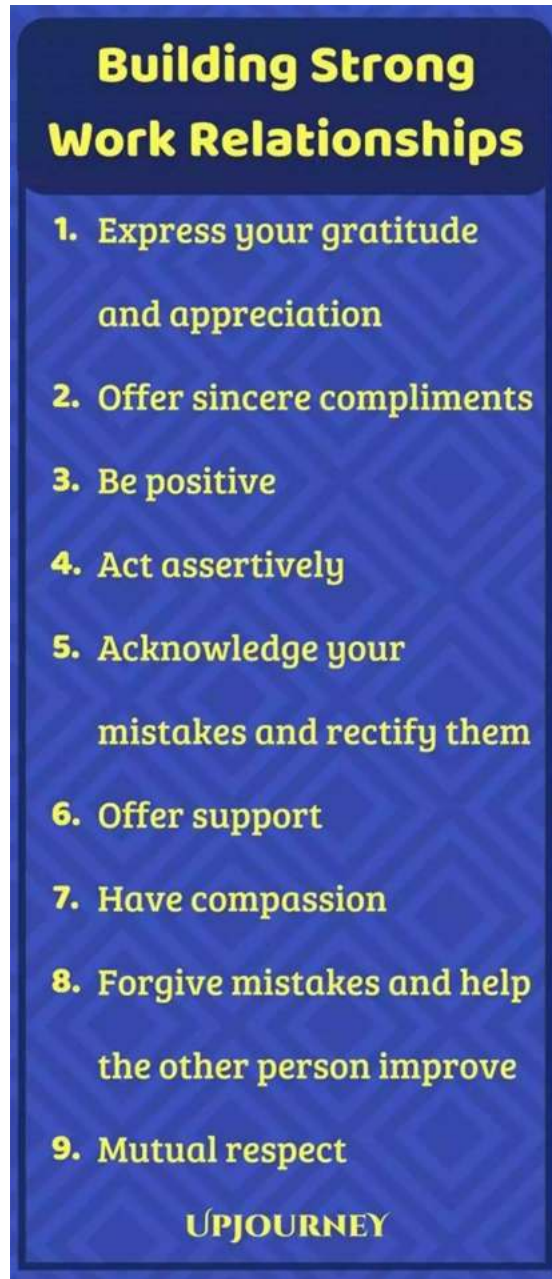 Building Strong
Work Relationships
1. Express your gratitude
and appreciation
2. Offer sincere compliments
3. Be positive
4. Act assertively
5. Acknowledge your
mistakes and rectify them
6. Offer support
7. Have compassion
8. Forgive mistakes and help
the other person improve
9. Mutual respect
UPJOURNEY